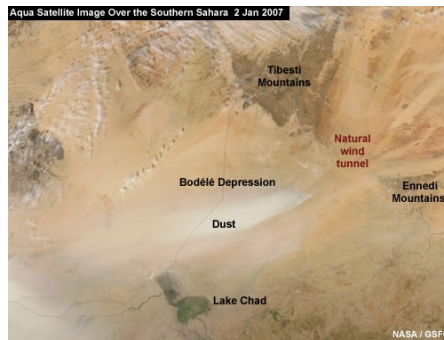 Aqua Satellite Image Over the Southern Sahara 2 Jan 2007
Tibesti
Mountains
Natural
wind
tunnel
Bodélé Depression
Ennedi
Mountains
Dust
Lake Chad
NASA / GSF